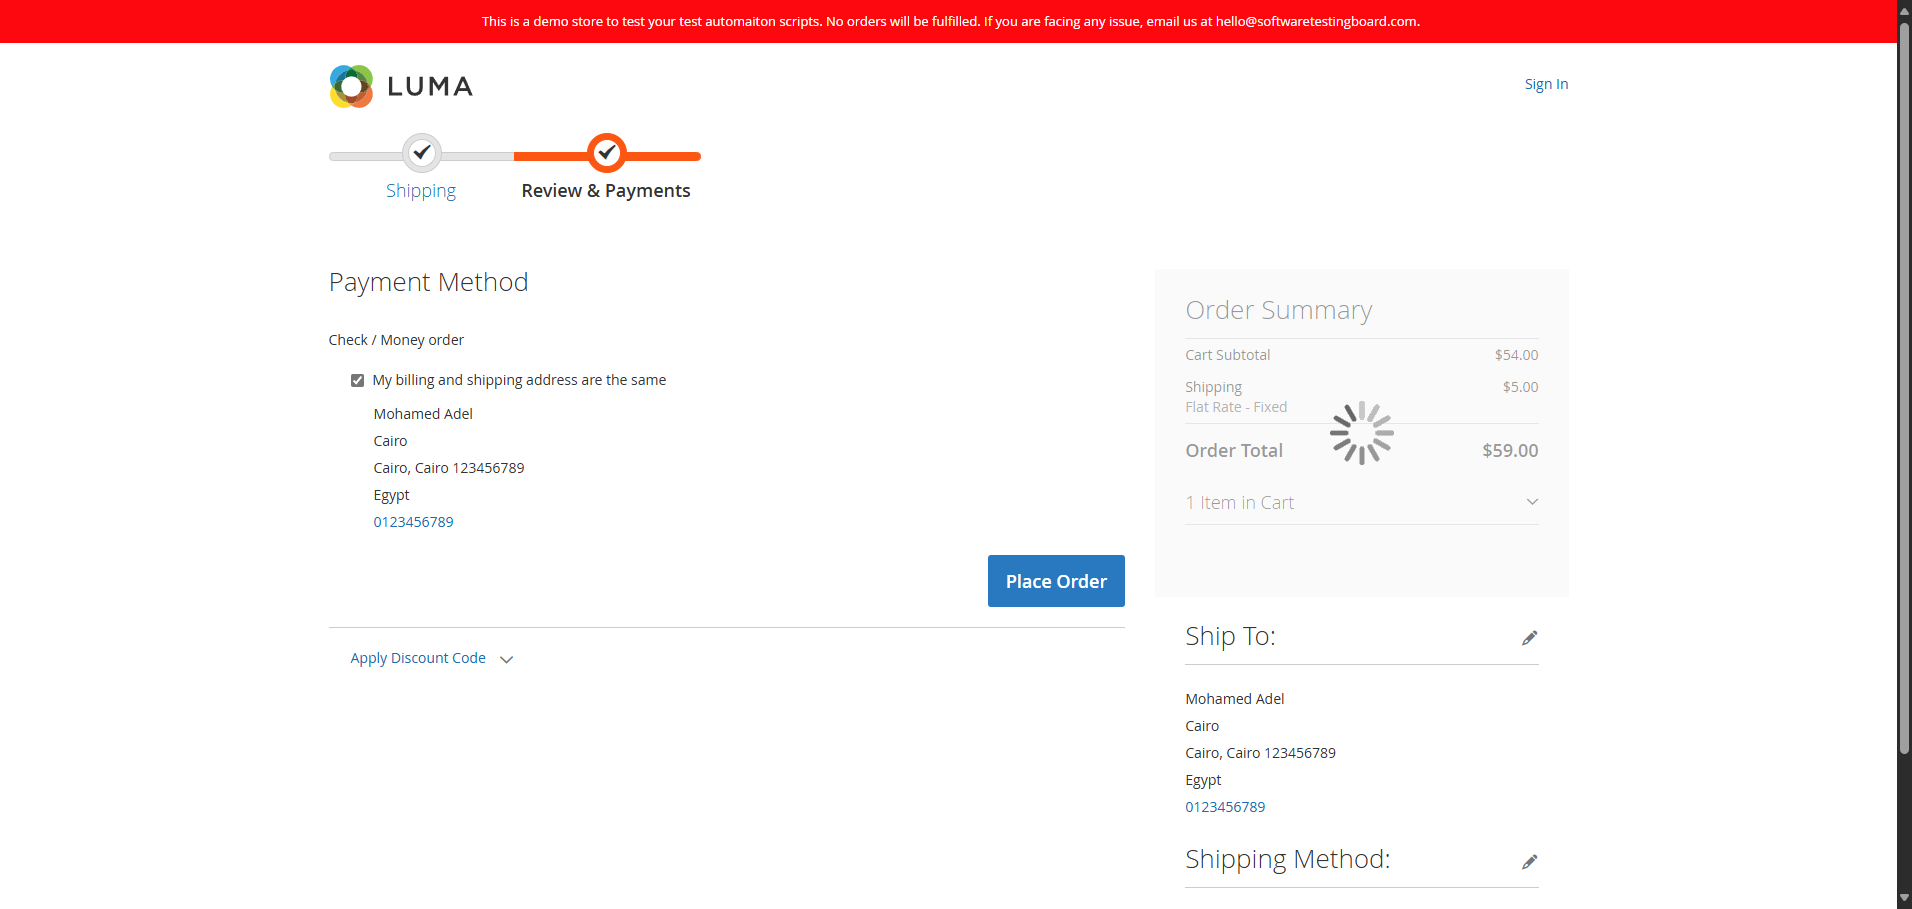 This is a demo store to test your test automaiton scripts. No orders will be fulfilled. If you are facing any issue, email us at hello@softwaretestingboard.com.
LUMA
Sign In
Shipping
Review & Payments
Payment Method
Check / Money order
My billing and shipping address are the same
Mohamed Adel
Cairo
Cairo, Cairo 123456789
Egypt
0123456789
Place Order
Apply Discount Code
Order Summary
Cart Subtotal $54.00
Shipping $5.00
Flat Rate - Fixed
Order Total $59.00
1 Item in Cart
Ship To:
Mohamed Adel
Cairo
Cairo, Cairo 123456789
Egypt
0123456789
Shipping Method: